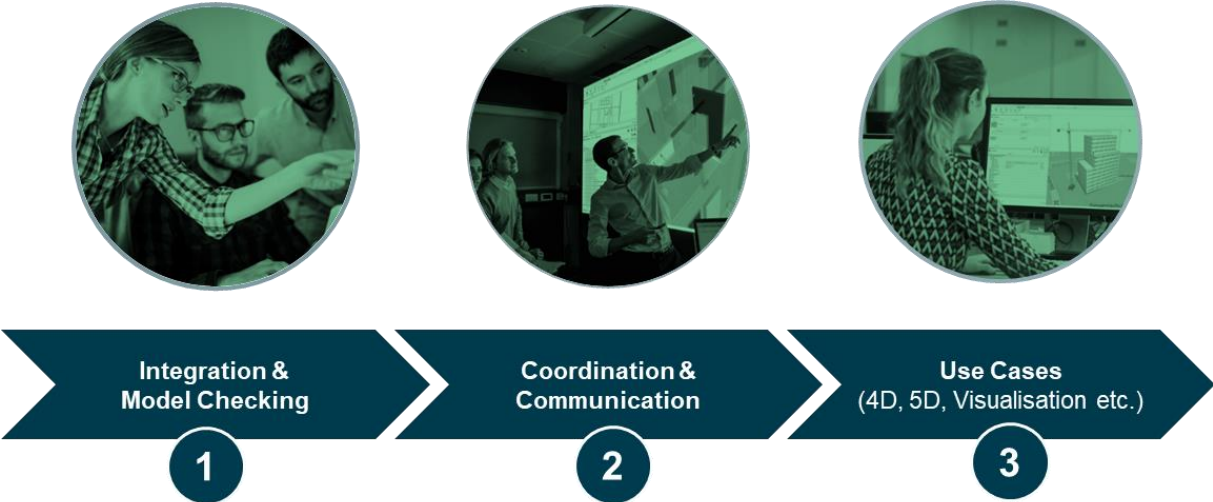 Integration &
Model Checking
Coordination &
Communication
Use Cases
(4D, 5D, Visualisation etc.)
1
2
3